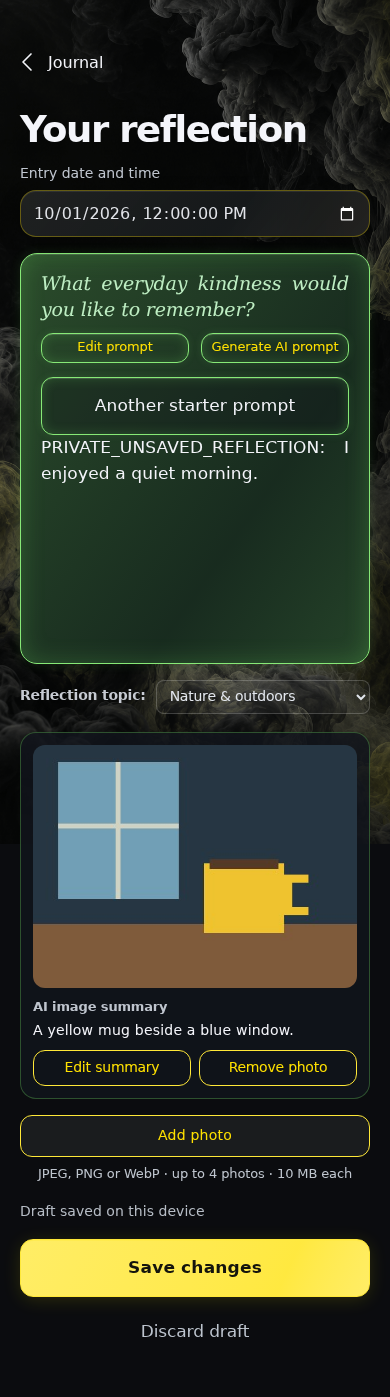 Journal
Your reflection
Entry date and time
10/01/2026, 12:00:00 PM
What everyday kindness would
you like to remember?
Edit prompt
Generate AI prompt
Another starter prompt
PRIVATE_UNSAVED_REFLECTION: I
enjoyed a quiet morning.
Reflection topic:
Nature & outdoors
AI image summary
A yellow mug beside a blue window.
Edit summary
Remove photo
Add photo
JPEG, PNG or WebP · up to 4 photos · 10 MB each
Draft saved on this device
Save changes
Discard draft